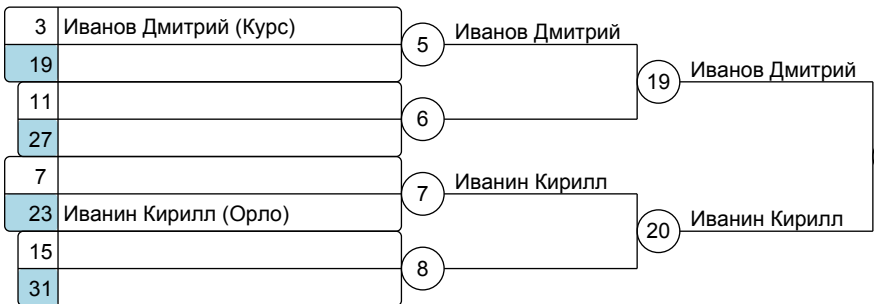 3 Иванов Дмитрий (Курс)
5 Иванов Дмитрий
19
19 Иванов Дмитрий
11
6
27
7
7 Иванин Кирилл
23 Иванин Кирилл (Орло)
20 Иванин Кирилл
15
8
31